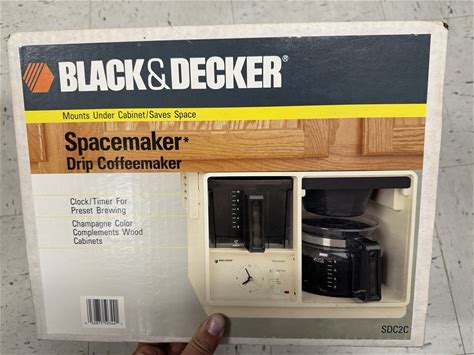 BLACK&DECKER
Mounts Under Cabinet/Saves Space
Spacemaker*
Drip Coffeemaker
Clock/Timer For
Preset Brewing
Champagne Color
Complements Wood
Cabinets
SDC2C